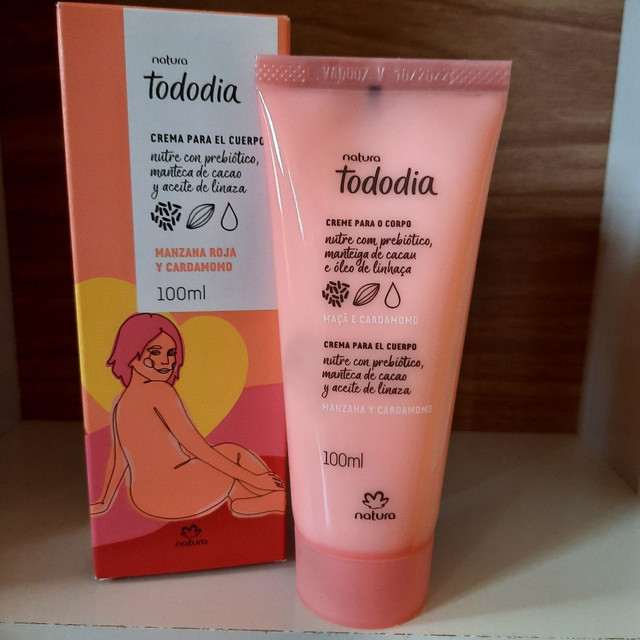 natura
tododia
CREMA PARA EL CUERPO
nutre con prebiótico,
manteca de cacao
y aceite de linaza
MANZANA ROJA
Y CARDAMOMO
100ml
natura
natura
tododia
CREME PARA O CORPO
nutre com prebiótico,
manteiga de cacau
e óleo de linhaça
MAÇÃ E CARDAMOMO
CREMA PARA EL CUERPO
nutre con prebiótico,
manteca de cacao
y aceite de linaza
MANZANA Y CARDAMOMO
100ml
natura